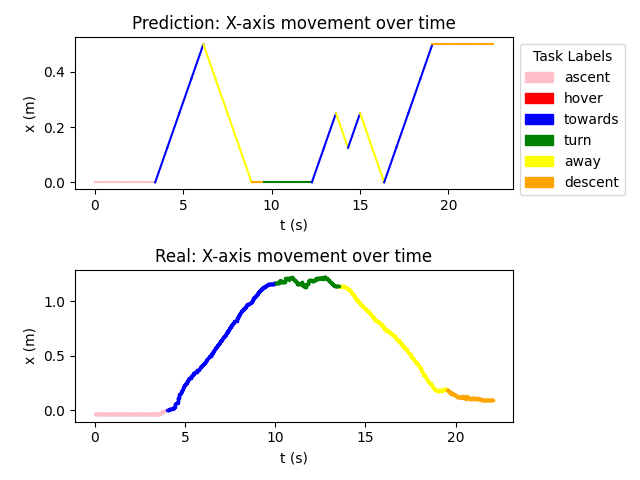 Prediction: X-axis movement over time
x (m)
0.4
0.2
0.0
0 5 10 15 20
t (s)
Task Labels
ascent
hover
towards
turn
away
descent
Real: X-axis movement over time
x (m)
1.0
0.5
0.0
0 5 10 15 20
t (s)